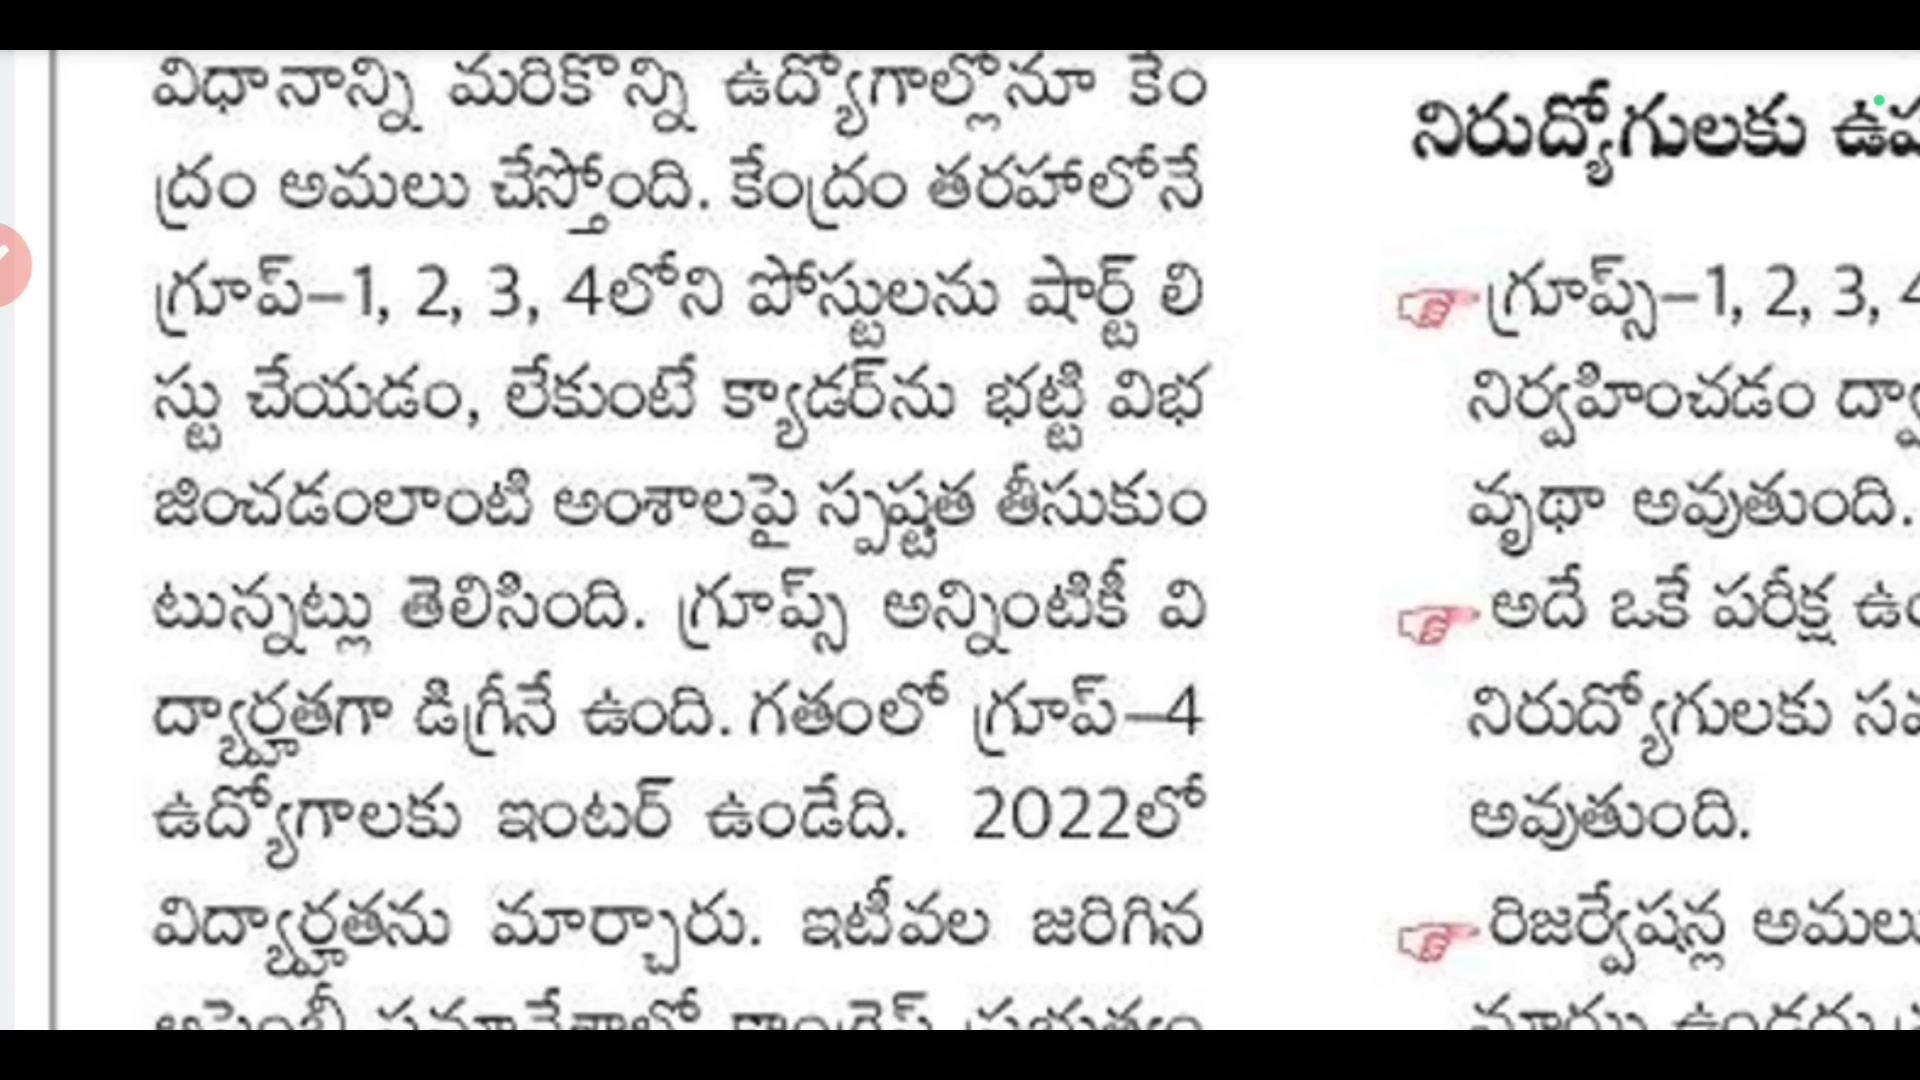 విధానాన్ని మరికొన్ని ఉద్యోగాల్లోనూ కేం
ద్రం అమలు చేస్తోంది. కేంద్రం తరహాలోనే
గ్రూప్–1, 2, 3, 4లోని పోస్టులను షార్ట్ లి
స్టు చేయడం, లేకుంటే క్యాడర్‌ను భట్టి విభ
జించడంలాంటి అంశాలపై స్పష్టత తీసుకుం
టున్నట్లు తెలిసింది. గ్రూప్స్ అన్నింటికీ వి
ద్యార్హతగా డిగ్రీనే ఉంది. గతంలో గ్రూప్–4
ఉద్యోగాలకు ఇంటర్ ఉండేది. 2022లో
విద్యార్హతను మార్చారు. ఇటీవల జరిగిన
నిరుద్యోగులకు
గ్రూప్స్–1, 2, 3, 4
నిర్వహించడం
వృథా అవుతుంది.
అదే ఒకే పరీక్ష
నిరుద్యోగులకు
అవుతుంది.
రిజర్వేషన్ల అమలు